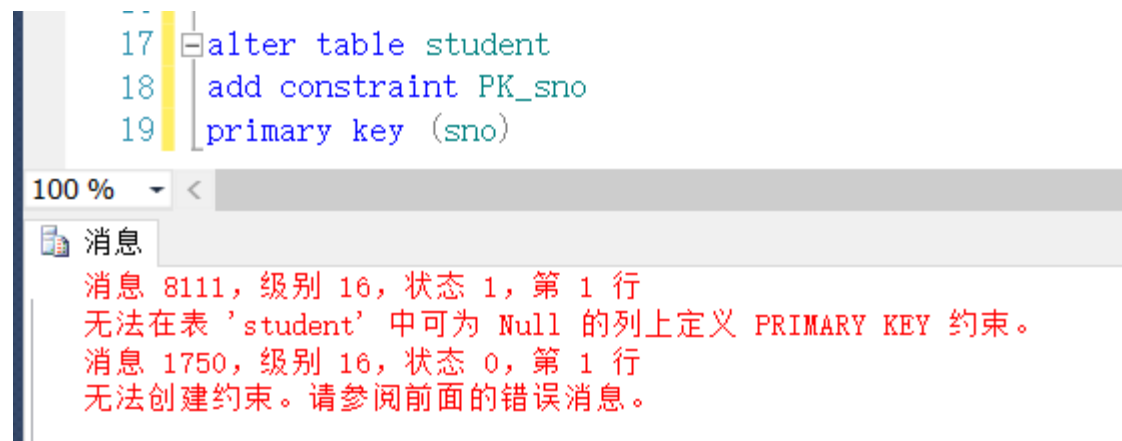 17 alter table student
18 add constraint PK_sno
19 primary key (sno)
100 %
消息
消息 8111，级别 16，状态 1，第 1 行
无法在表 'student' 中可为 Null 的列上定义 PRIMARY KEY 约束。
消息 1750，级别 16，状态 0，第 1 行
无法创建约束。请参阅前面的错误消息。